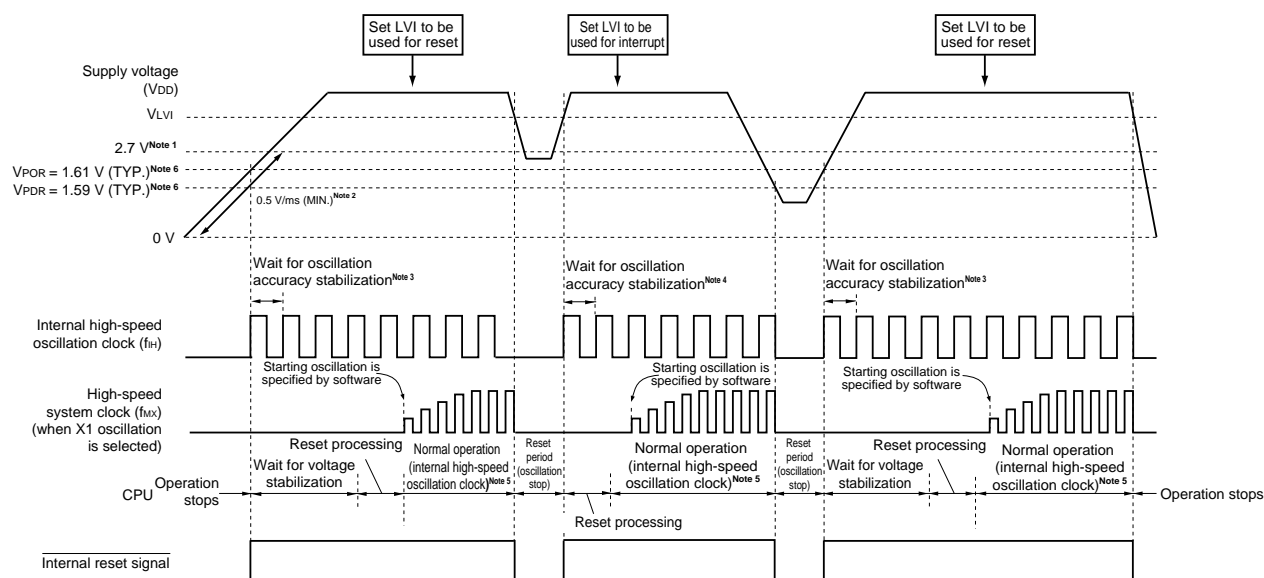 Set LVI to be
used for reset
Set LVI to be
used for interrupt
Set LVI to be
used for reset
Supply voltage
(VDD)
VLVI
2.7 V Note 1
VPOR = 1.61 V (TYP.) Note 6
VPDR = 1.59 V (TYP.) Note 6
0.5 V/ms (MIN.) Note 2
0 V
Wait for oscillation
accuracy stabilization Note 3
Wait for oscillation
accuracy stabilization Note 4
Wait for oscillation
accuracy stabilization Note 3
Internal high-speed
oscillation clock (fIH)
Starting oscillation is
specified by software
Starting oscillation is
specified by software
Starting oscillation is
specified by software
High-speed
system clock (fMX)
(when X1 oscillation
is selected)
Reset processing
Wait for voltage
stabilization
Normal operation
(internal high-speed
oscillation clock) Note 5
Reset
period
(oscillation
stop)
Normal operation
(internal high-speed
oscillation clock) Note 5
Reset
period
(oscillation
stop)
Reset processing
Wait for voltage
stabilization
Normal operation
(internal high-speed
oscillation clock) Note 5
CPU
Operation
stops
Operation stops
Reset processing
Internal reset signal